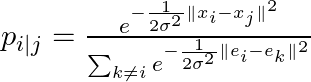 p_{i|j} = \frac{e^{-\frac{1}{2\sigma^2}\|x_i - x_j\|^2}}{\sum_{k \neq i} e^{-\frac{1}{2\sigma^2}\|e_i - e_k\|^2}}